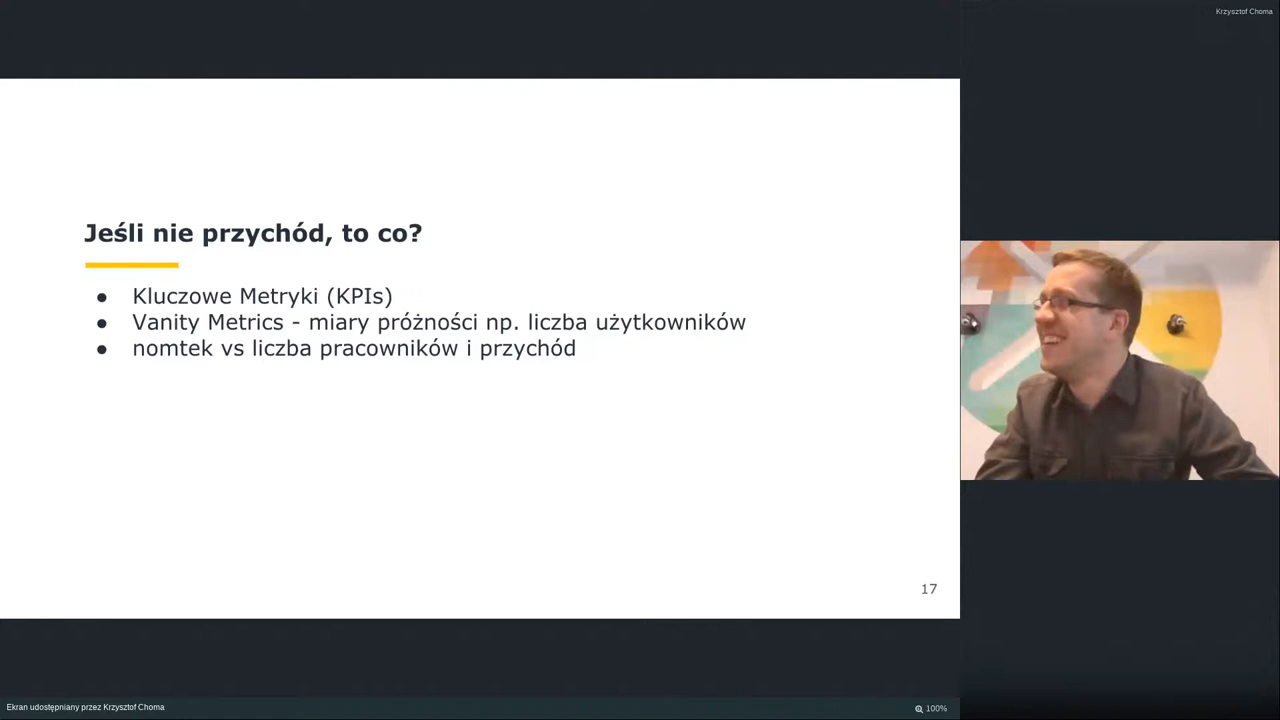 Krzysztof Choma
Jeśli nie przychód, to co?
● Kluczowe Metryki (KPIs)
● Vanity Metrics - miary próżności np. liczba użytkowników
● nomtek vs liczba pracowników i przychód
17
Ekran udostępniany przez Krzysztof Choma
100%